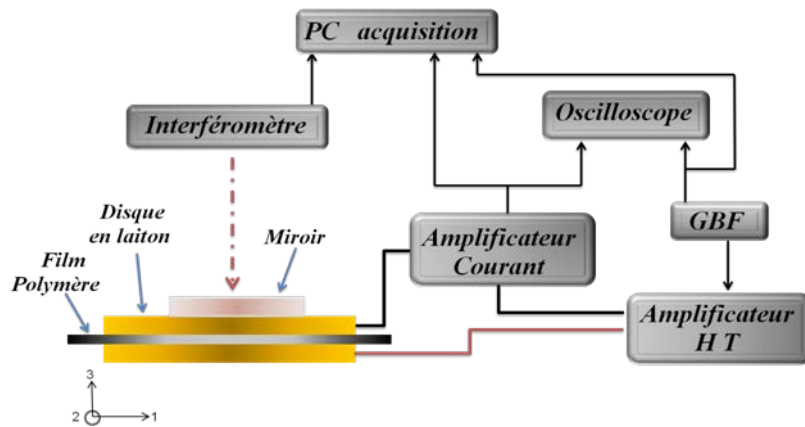 PC acquisition
Interféromètre
Oscilloscope
Disque
en laiton
Miroir
Film
Polymère
Amplificateur
Courant
GBF
Amplificateur
H T
3
2
1